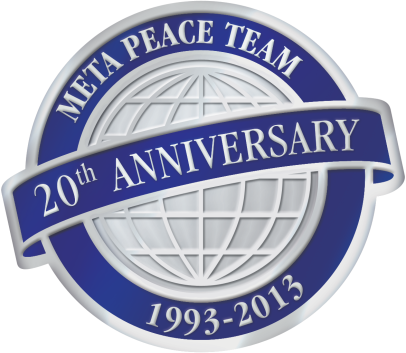 META PEACE TEAM
20th ANNIVERSARY
1993-2013